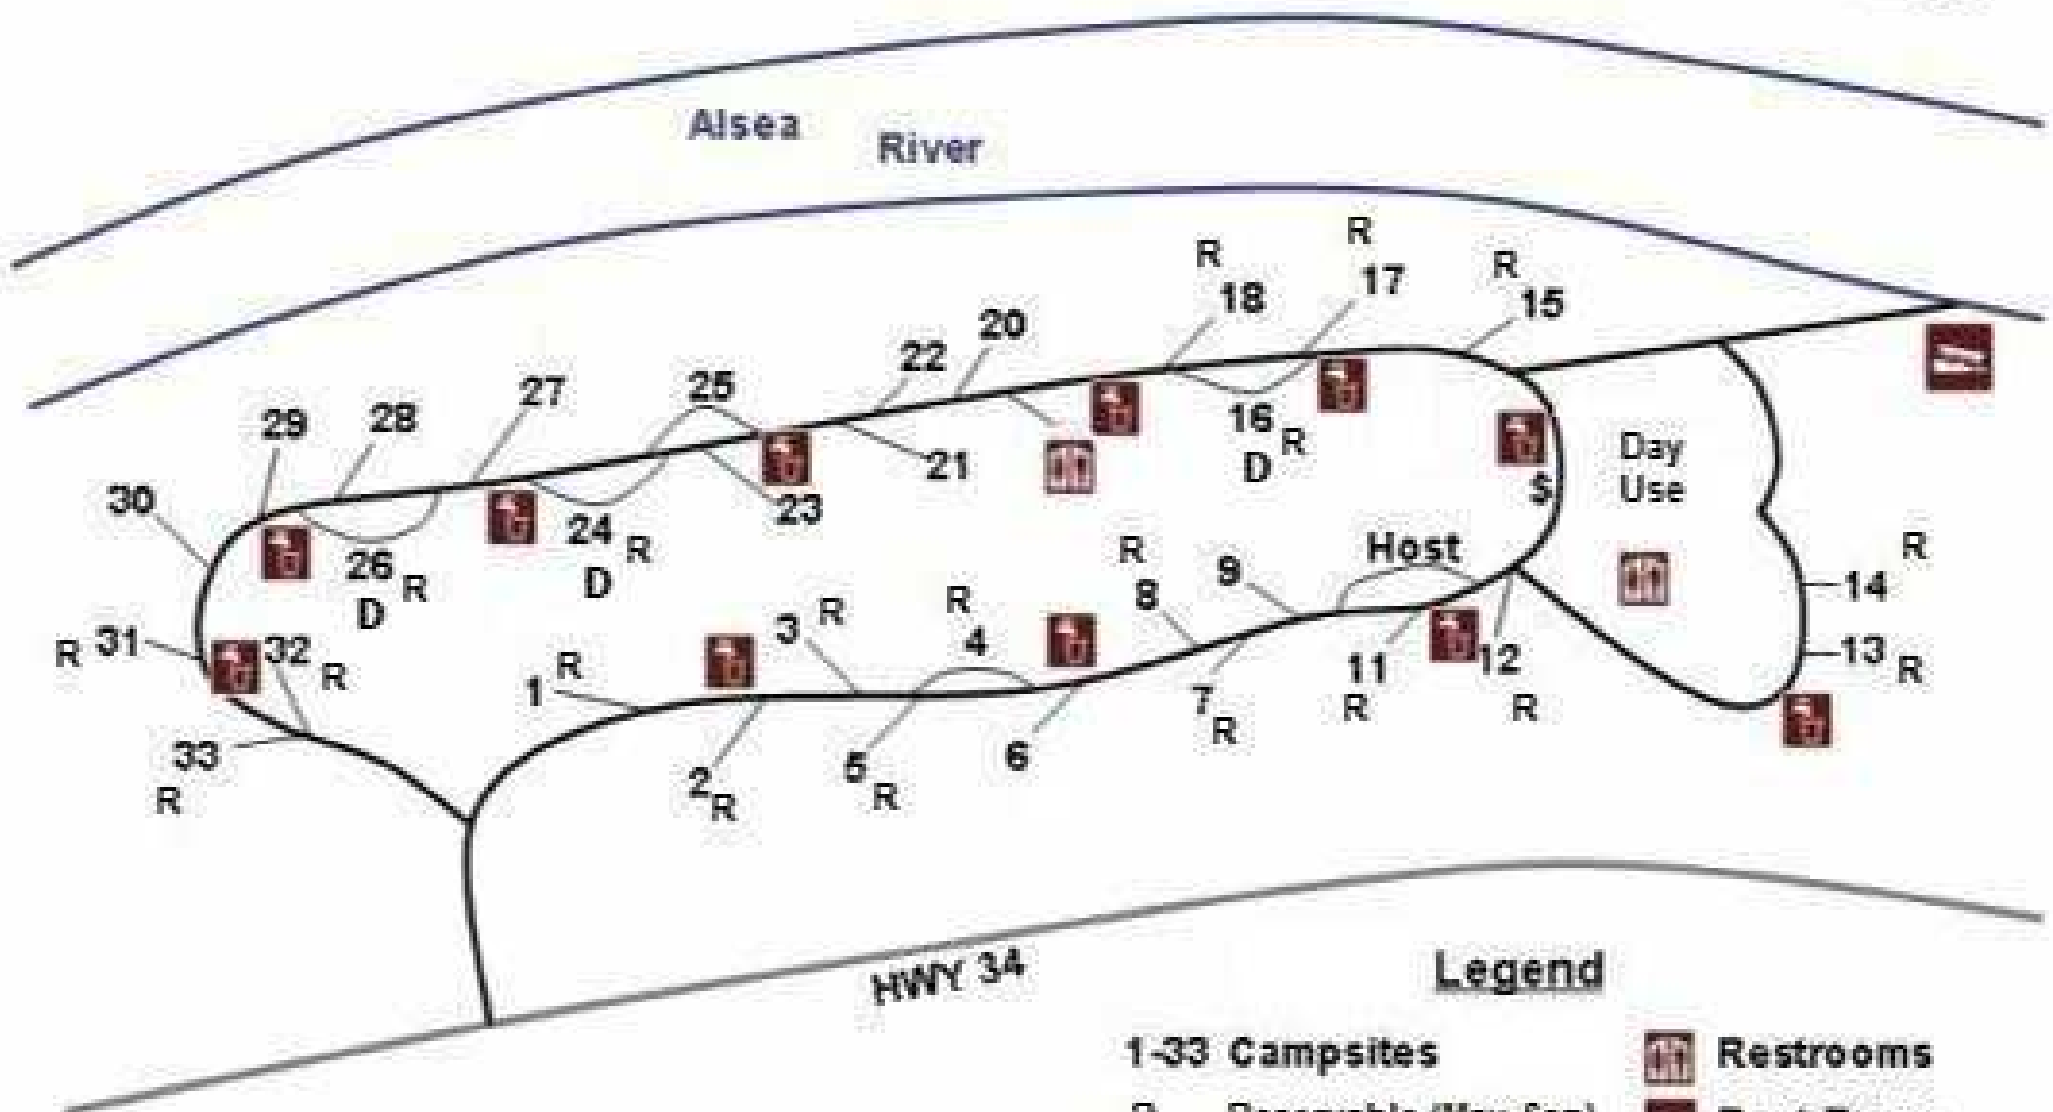 Alsea
River
R
R
R
17
18
15
20
22
25
27
28
29
16
R
D
21
23
Day
Use
$
30
24
R
D
26
R
D
Host
R
8
9
14
R
R
31
32
R
3
R
R
4
1
R
13
R
11
R
12
R
7
R
33
R
2
R
5
R
6
HWY 34
Legend
1-33 Campsites
Restrooms